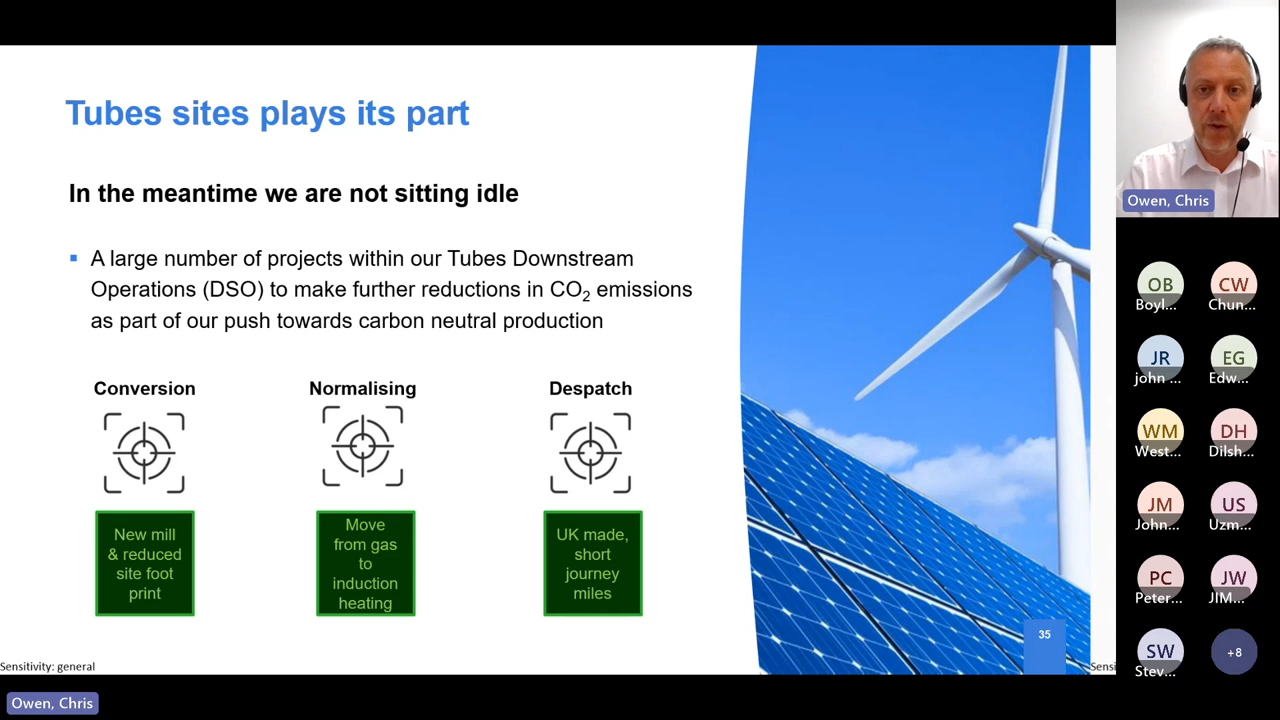 Tubes sites plays its part
In the meantime we are not sitting idle
▪ A large number of projects within our Tubes Downstream
Operations (DSO) to make further reductions in CO₂ emissions
as part of our push towards carbon neutral production
Conversion
Normalising
Despatch
New mill
& reduced
site foot
print
Move
from gas
to
induction
heating
UK made,
short
journey
miles
35
Sensitivity: general
Sensi
Owen, Chris
Owen, Chris
OB
Boyl...
CW
Chun...
JR
john ...
EG
Edw...
WM
West...
DH
Dilsh...
JM
John...
US
Uzm...
PC
Peter...
JW
JIM...
SW
Stev...
+8